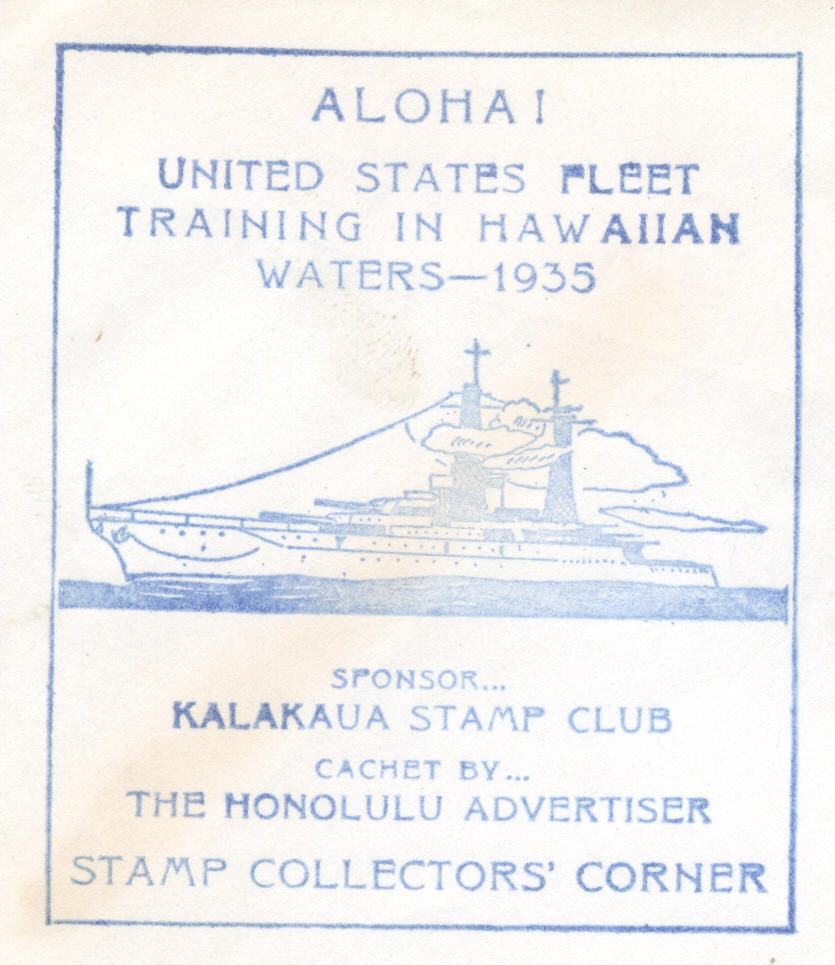 ALOHA!
UNITED STATES FLEET
TRAINING IN HAWAIIAN
WATERS—1935
SPONSOR...
KALAKAUA STAMP CLUB
CACHET BY...
THE HONOLULU ADVERTISER
STAMP COLLECTORS' CORNER